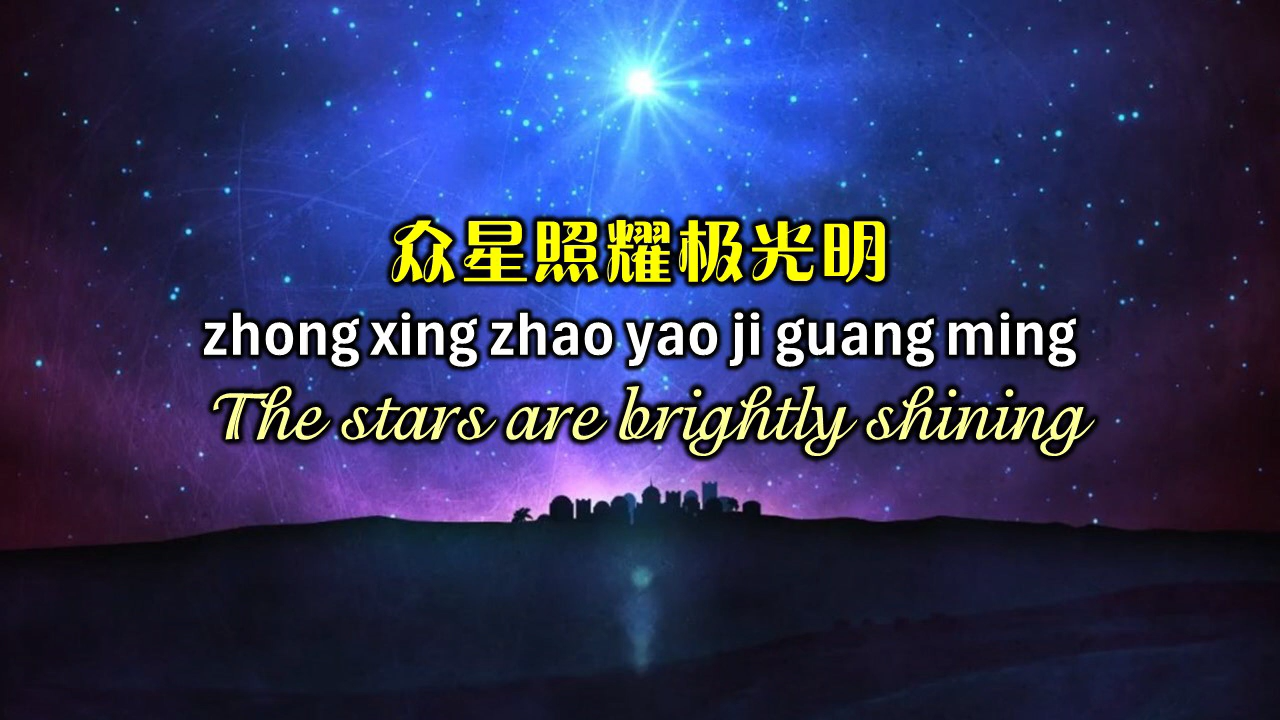 众星照耀极光明
zhong xing zhao yao ji guang ming
The stars are brightly shining